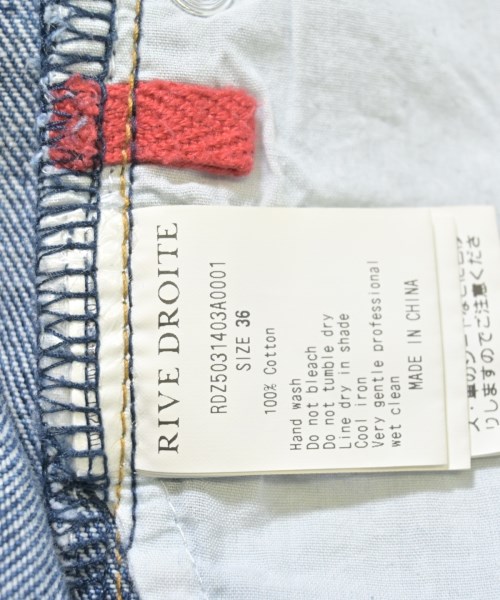 RIVE DROITE
RDZ5031403A0001
SIZE 36
100% Cotton
Hand wash
Do not bleach
Do not tumble dry
Line dry in shade
Cool iron
Very gentle professional
wet clean
MADE IN CHINA
りしますのでご注意くださ